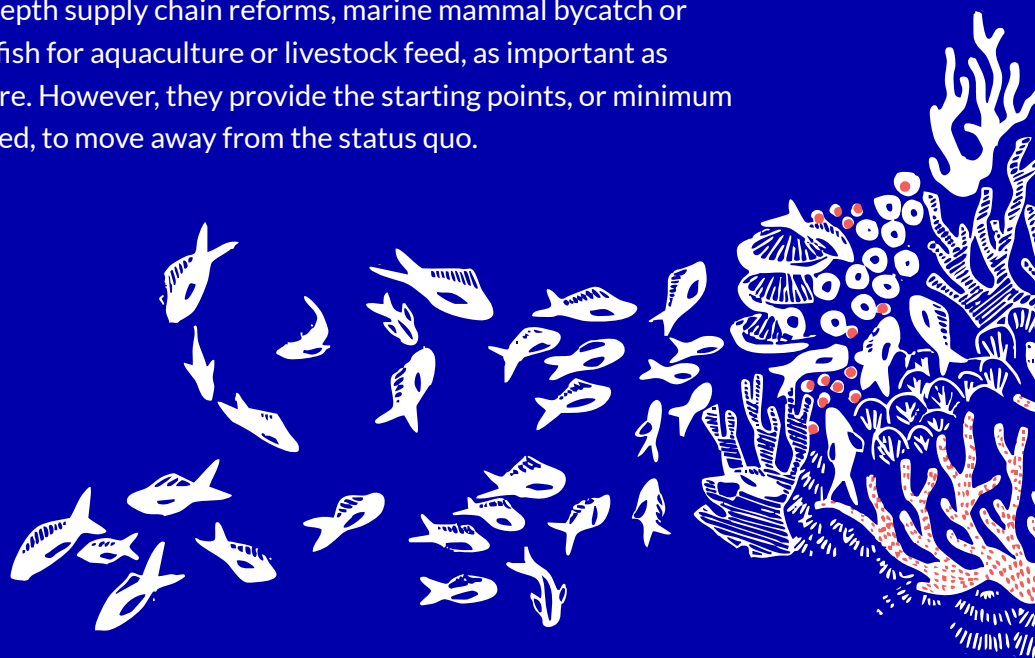 epth supply chain reforms, marine mammal bycatch or
fish for aquaculture or livestock feed, as important as
re. However, they provide the starting points, or minimum
ed, to move away from the status quo.